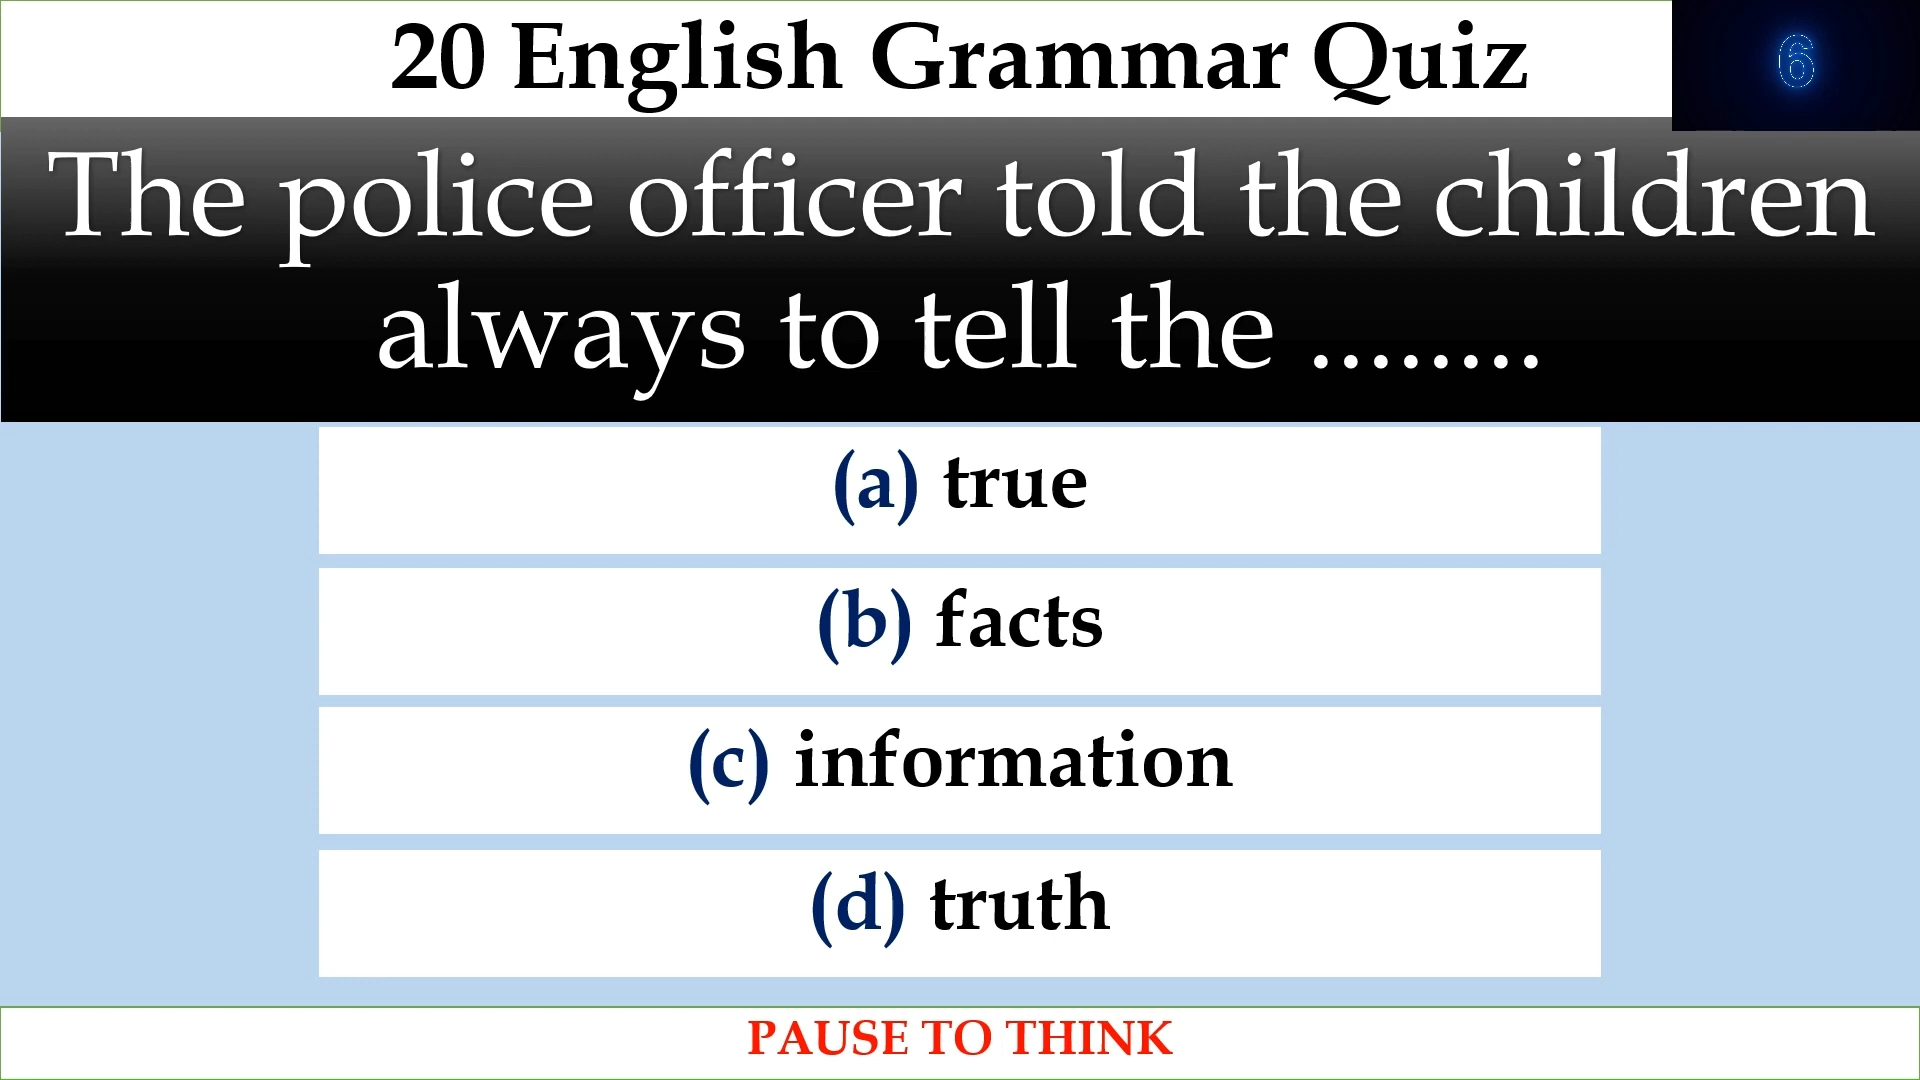 20 English Grammar Quiz
6
The police officer told the children
always to tell the ........
(a) true
(b) facts
(c) information
(d) truth
PAUSE TO THINK